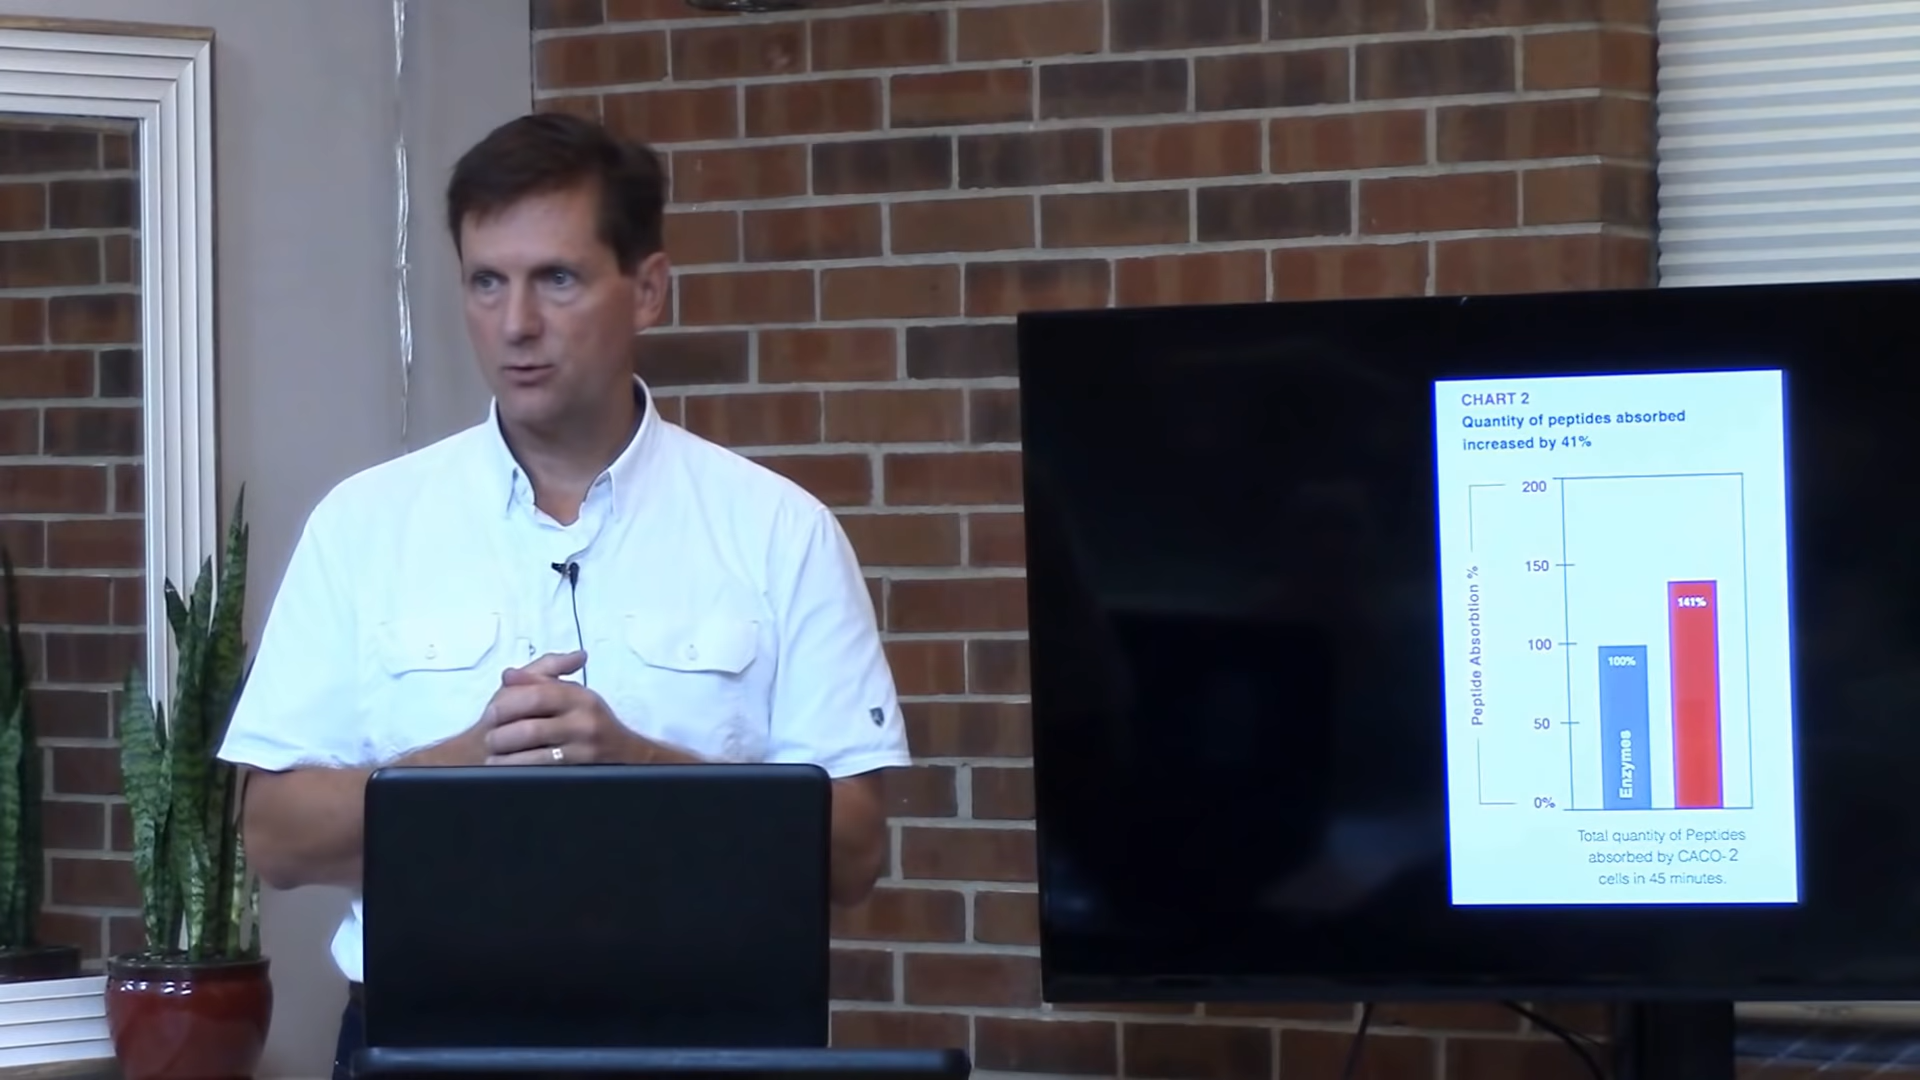 CHART 2
Quantity of peptides absorbed
increased by 41%
200
150
100
50
0%
Peptide Absorbtion %
100%
Enzymes
141%
Total quantity of Peptides
absorbed by CACO-2
cells in 45 minutes.